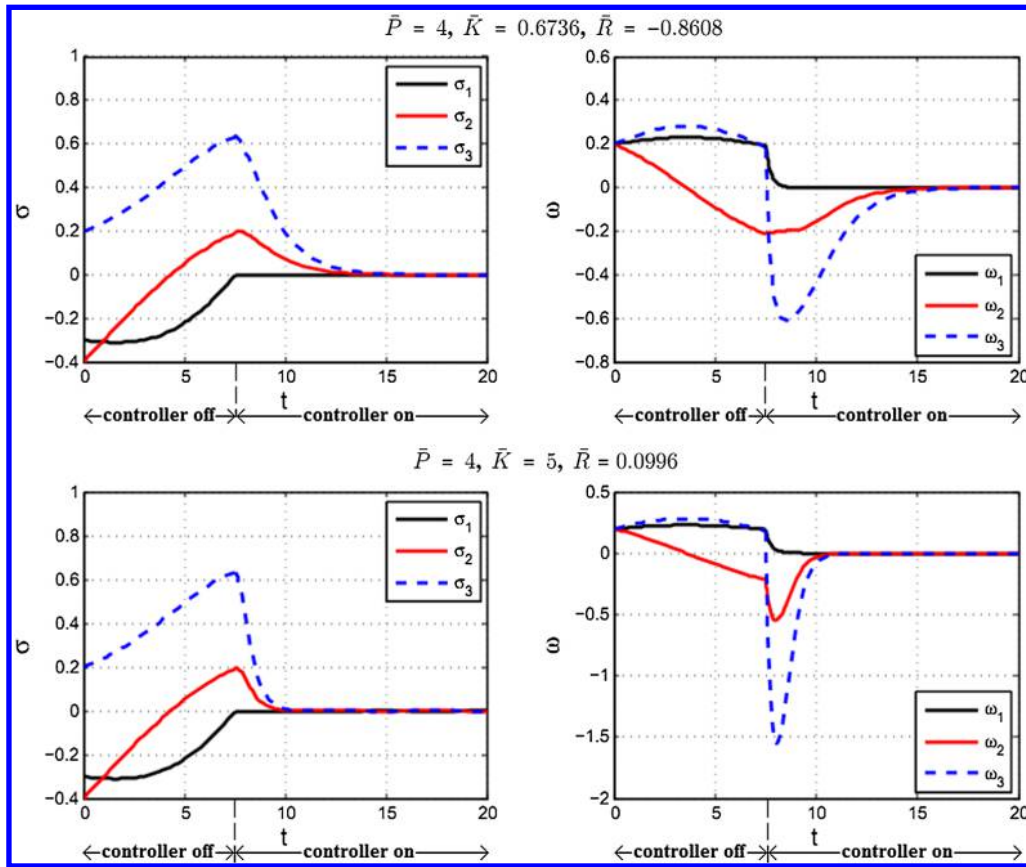 P̄ = 4, K̄ = 0.6736, R̄ = −0.8608
1
0.8
0.6
0.4
0.2
0
−0.2
−0.4
σ
σ1
σ2
σ3
0 5 10 15 20
t
controller off controller on
0.6
0.4
0.2
0
−0.2
−0.4
−0.6
−0.8
ω
ω1
ω2
ω3
0 5 10 15 20
t
controller off controller on
P̄ = 4, K̄ = 5, R̄ = 0.0996
1
0.8
0.6
0.4
0.2
0
−0.2
−0.4
σ
σ1
σ2
σ3
0 5 10 15 20
t
controller off controller on
0.5
0
−0.5
−1
−1.5
−2
ω
ω1
ω2
ω3
0 5 10 15 20
t
controller off controller on